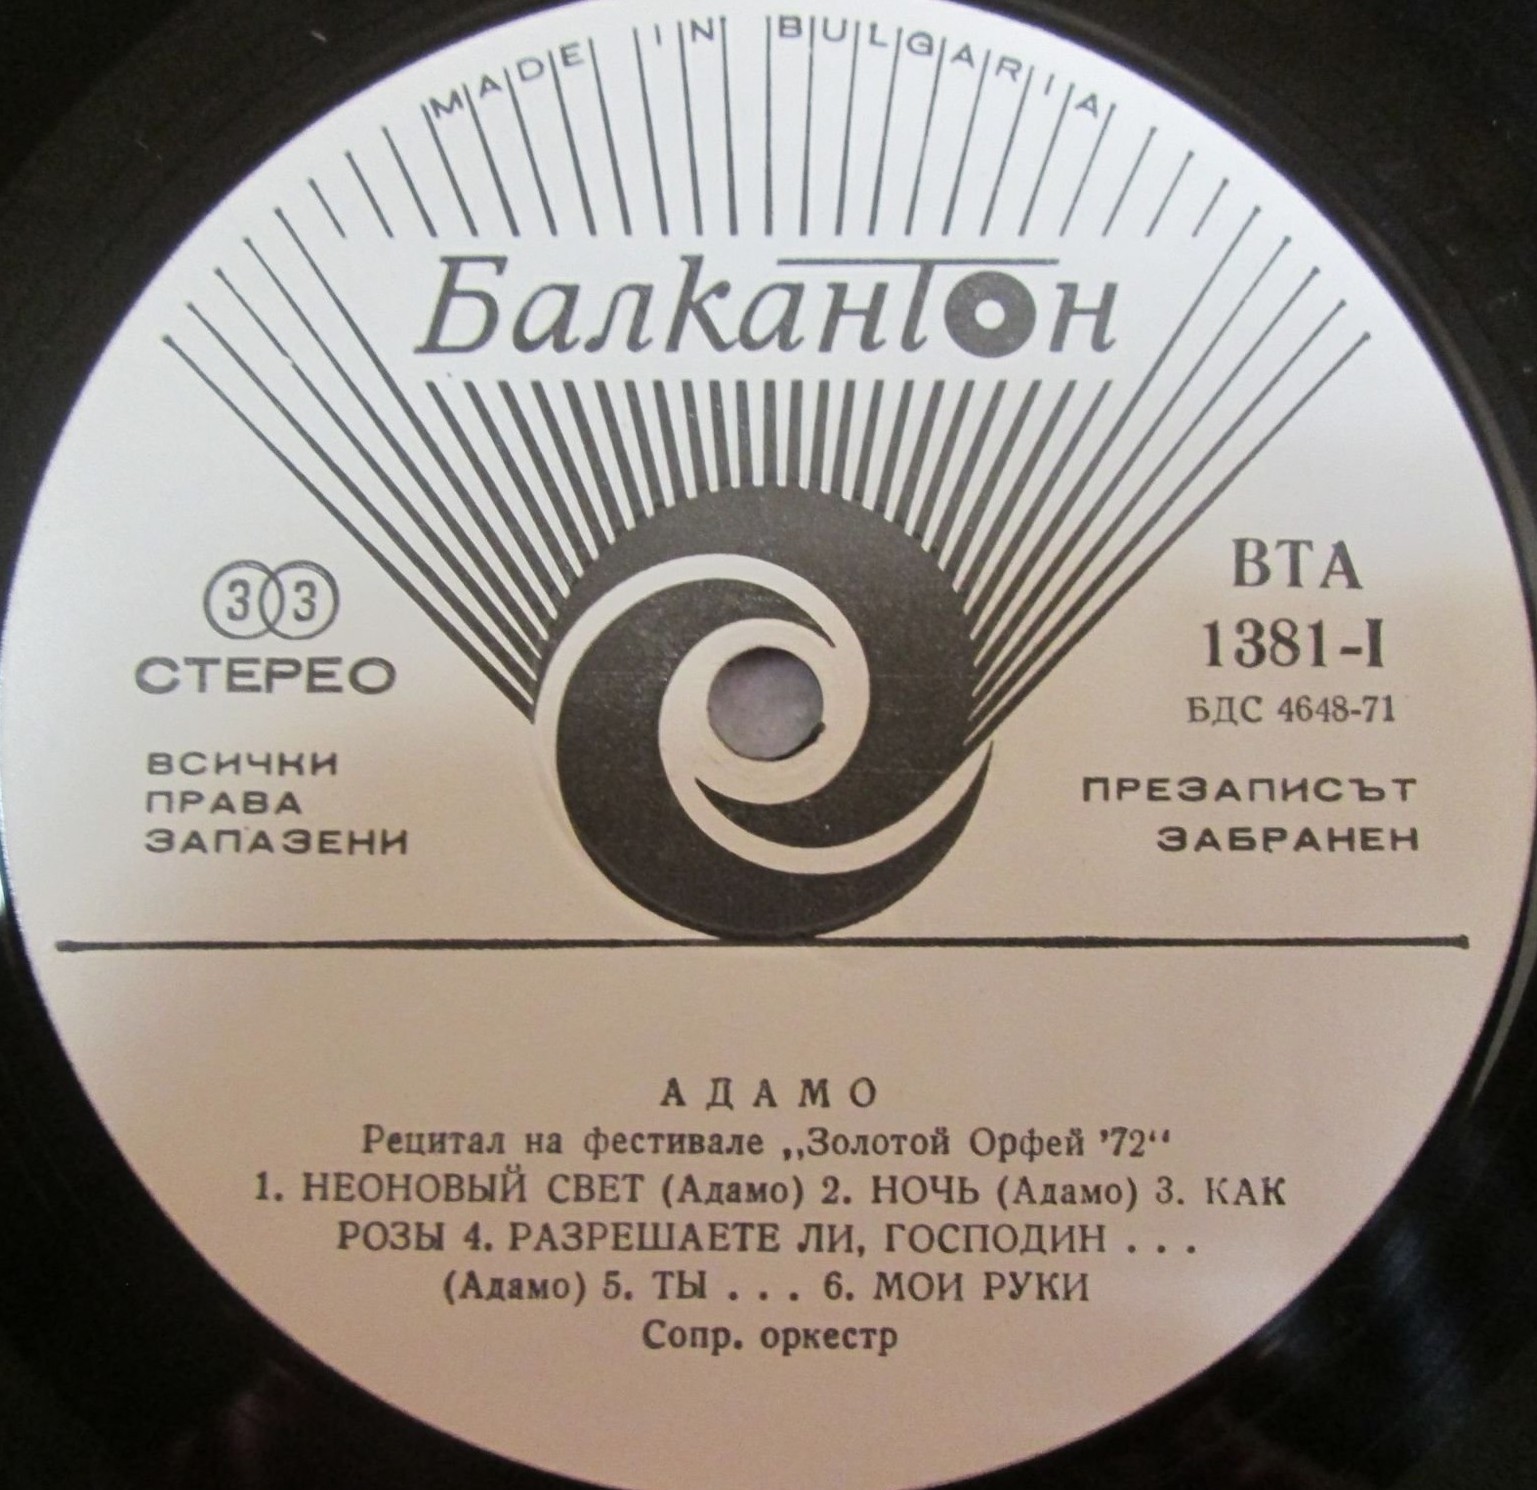 MADE IN BULGARIA
Балкантон
33
СТЕРЕО
ВСИЧКИ
ПРАВА
ЗАПАЗЕНИ
ВТА
1381-I
БДС 4648-71
ПРЕЗАПИСЪТ
ЗАБРАНЕН
АДАМО
Рецитал на фестивале „Золотой Орфей '72“
1. НЕОНОВЫЙ СВЕТ (Адамо) 2. НОЧЬ (Адамо) 3. КАК
РОЗЫ 4. РАЗРЕШАЕТЕ ЛИ, ГОСПОДИН . . .
(Адамо) 5. ТЫ . . . 6. МОИ РУКИ
Сопр. оркестр